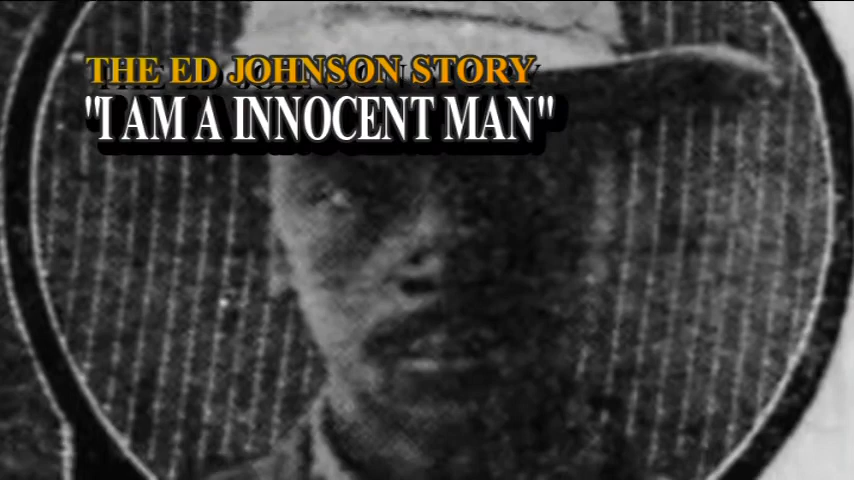 THE ED JOHNSON STORY
"I AM A INNOCENT MAN"